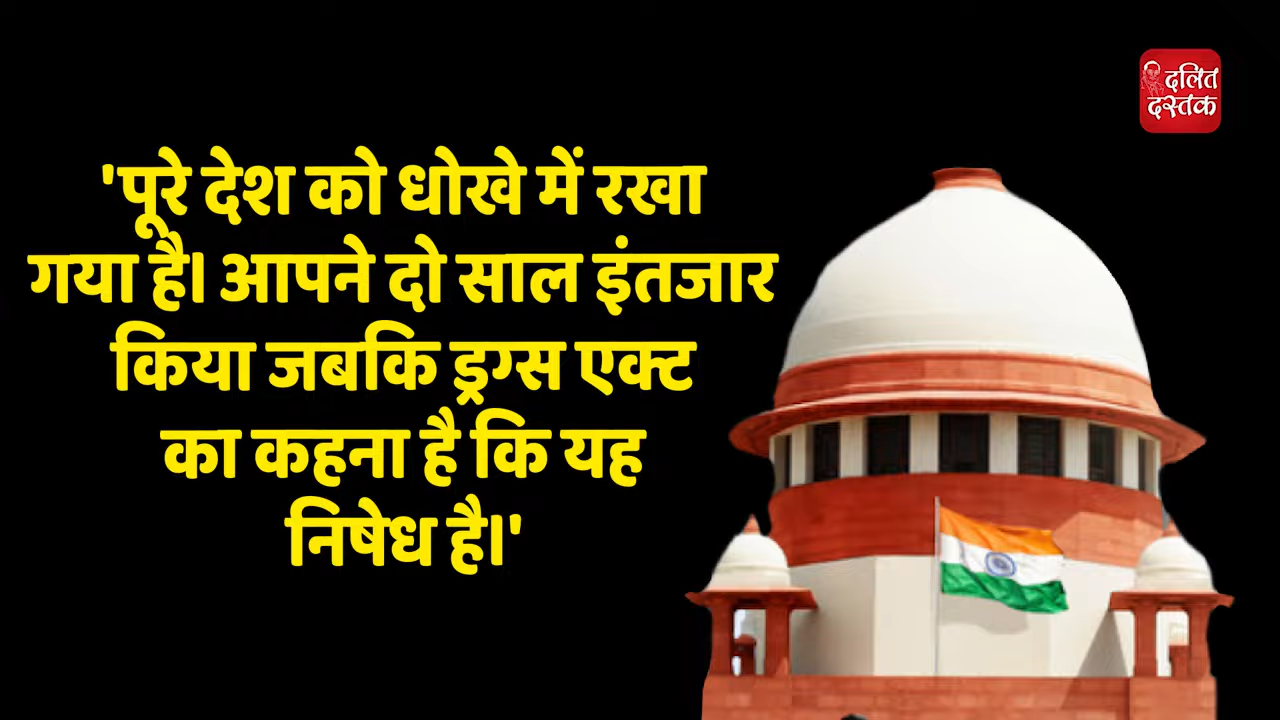 दलित
दस्तक
'पूरे देश को धोखे में रखा
गया है। आपने दो साल इंतजार
किया जबकि ड्रग्स एक्ट
का कहना है कि यह
निषेध है।'